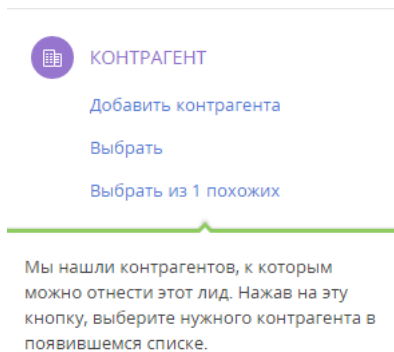 КОНТРАГЕНТ
Добавить контрагента
Выбрать
Выбрать из 1 похожих
Мы нашли контрагентов, к которым
можно отнести этот лид. Нажав на эту
кнопку, выберите нужного контрагента в
появившемся списке.